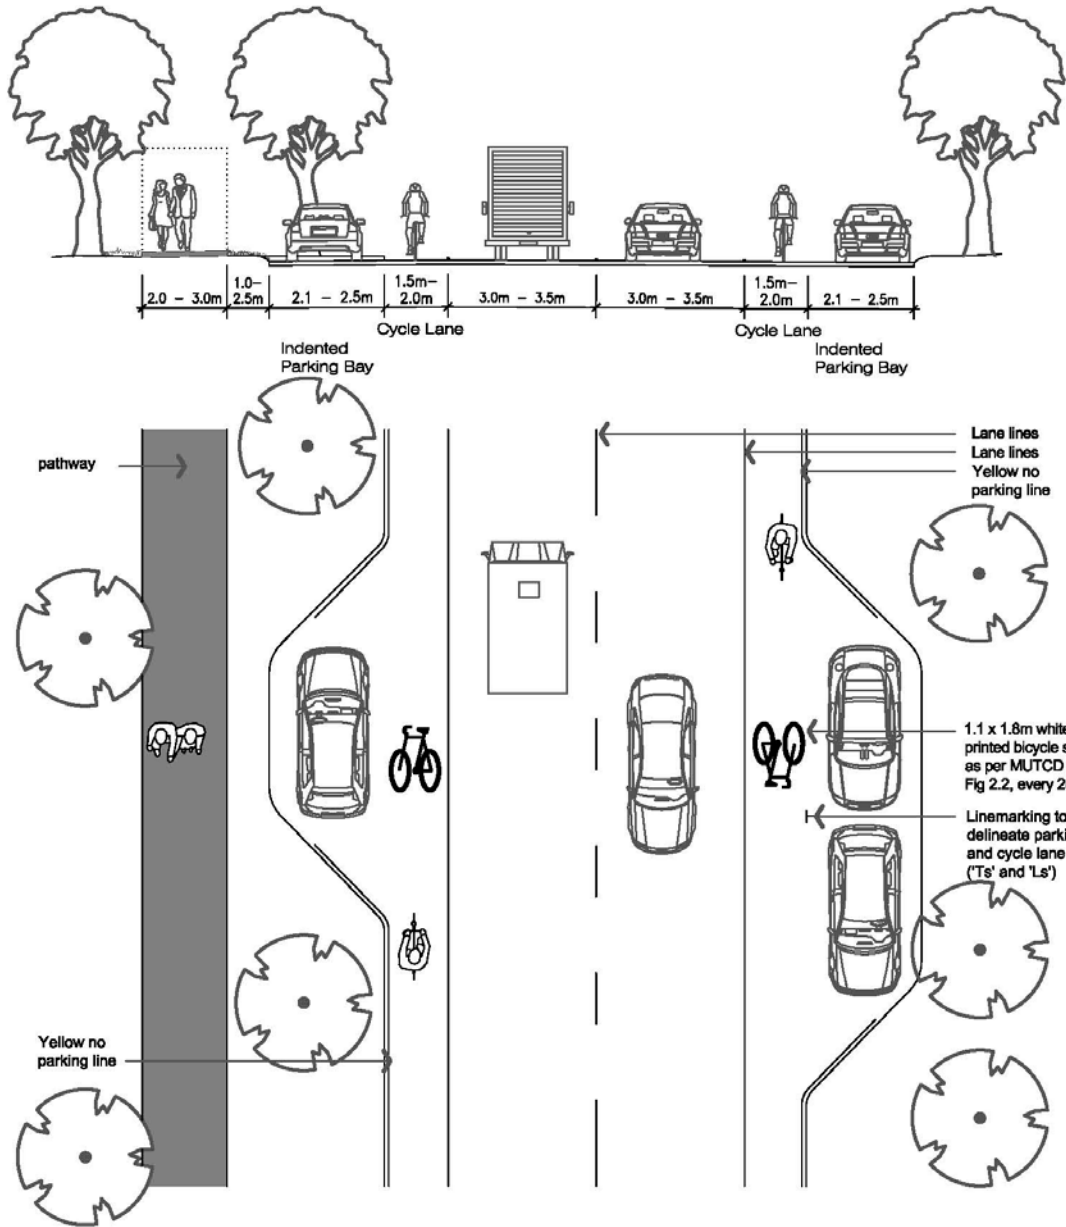 1.0–
1.5m–
1.5m–
2.0 – 3.0m
2.5m
2.1 – 2.5m
2.0m
3.0m – 3.5m
3.0m – 3.5m
2.0m
2.1 – 2.5m
Cycle Lane
Cycle Lane
Indented
Parking Bay
Indented
Parking Bay
pathway
Lane lines
Lane lines
Yellow no
parking line
1.1 x 1.8m white
printed bicycle s
as per MUTCD
Fig 2.2, every 2
Linemarking to
delineate parki
and cycle lane
('Ts' and 'Ls')
Yellow no
parking line